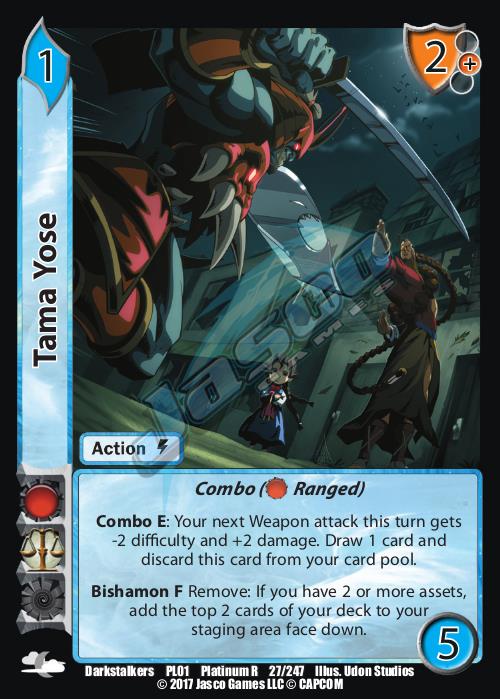 1
2
+
Tama Yose
Jasco
GAMES
Action
Combo ( Ranged)
Combo E: Your next Weapon attack this turn gets
-2 difficulty and +2 damage. Draw 1 card and
discard this card from your card pool.
Bishamon F Remove: If you have 2 or more assets,
add the top 2 cards of your deck to your
staging area face down.
5
Darkstalkers PL01 Platinum R 27/247 Illus. Udon Studios
© 2017 Jasco Games LLC © CAPCOM